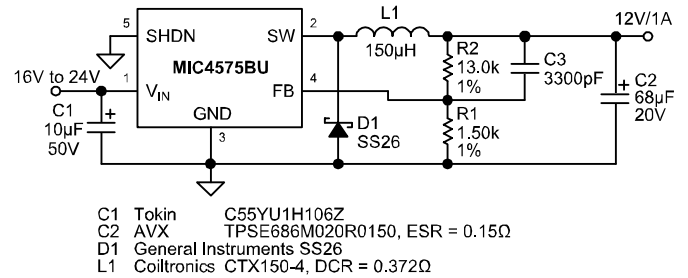 L1
12V/1A
5
SHDN
SW
2
150µH
R2
13.0k
1%
C3
3300pF
MIC4575BU
16V to 24V
1
VIN
FB
4
C2
68µF
20V
C1
10µF
50V
GND
3
D1
SS26
R1
1.50k
1%
C1 Tokin C55YU1H106Z
C2 AVX TPSE686M020R0150, ESR = 0.15Ω
D1 General Instruments SS26
L1 Coiltronics CTX150-4, DCR = 0.372Ω